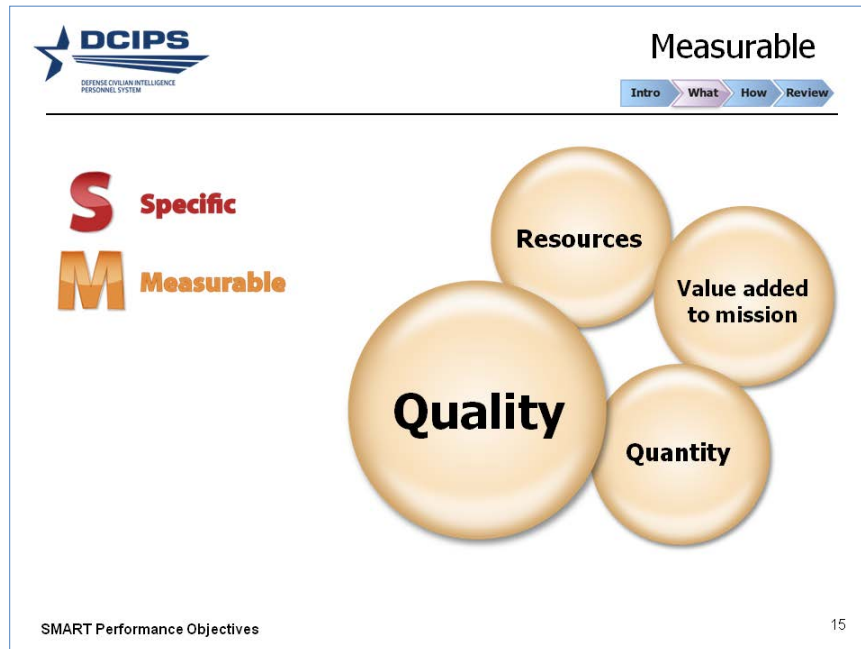 DCIPS
DEFENSE CIVILIAN INTELLIGENCE
PERSONNEL SYSTEM
Measurable
Intro What How Review
S Specific
M Measurable
Resources
Value added
to mission
Quality
Quantity
SMART Performance Objectives
15